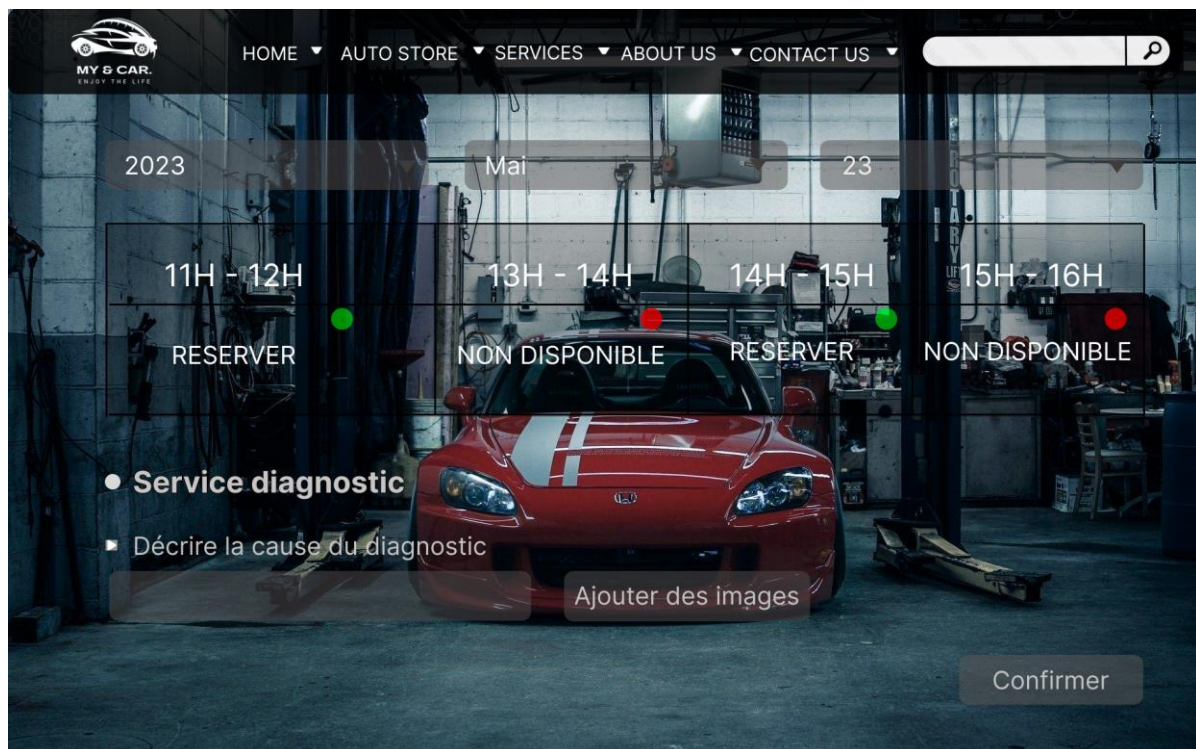 MY & CAR.
ENJOY THE LIFE
HOME AUTO STORE SERVICES ABOUT US CONTACT US
2023 Mai 23
11H - 12H 13H - 14H 14H - 15H 15H - 16H
RESERVER NON DISPONIBLE RESERVER NON DISPONIBLE
Service diagnostic
Décrire la cause du diagnostic
Ajouter des images
Confirmer
ROTARY
LIFT